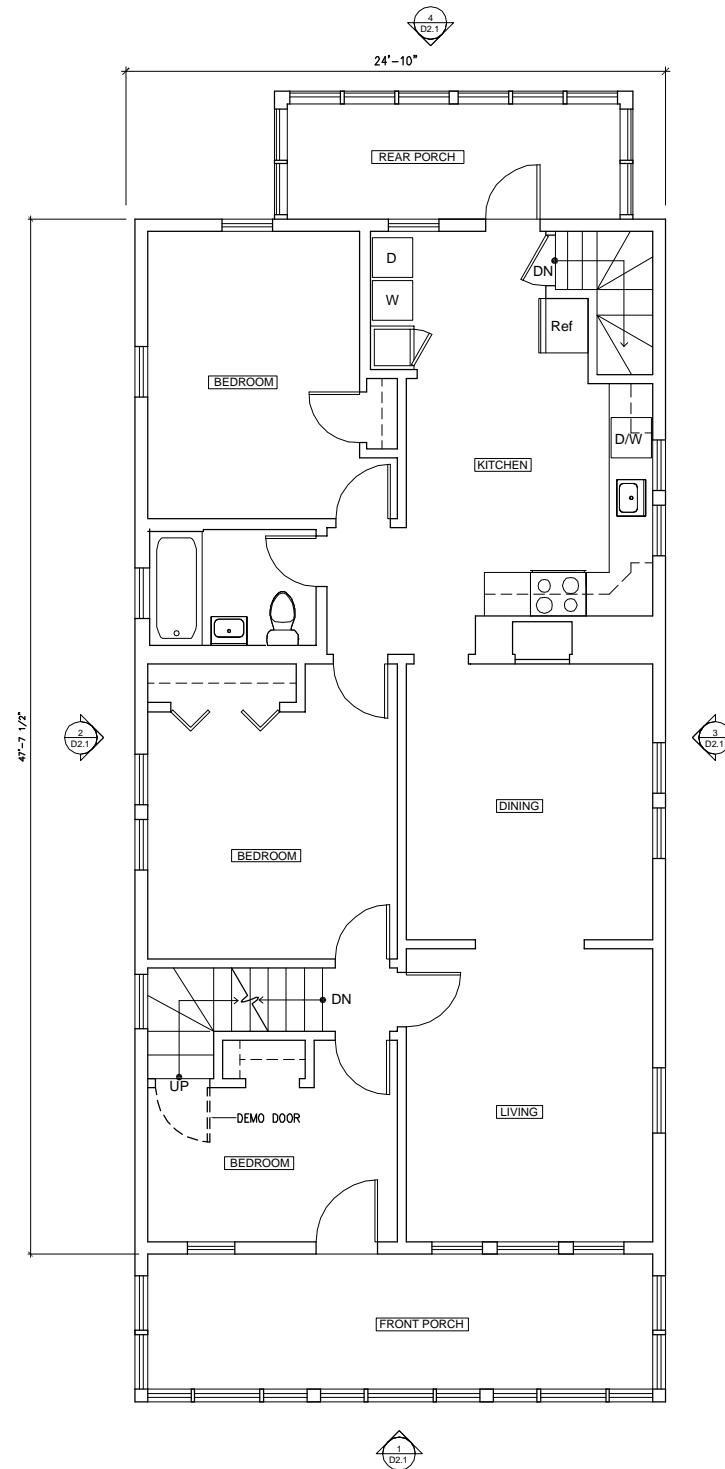 4
D2.1
24'-10"
REAR PORCH
D
DN
W
Ref
BEDROOM
D/W
KITCHEN
47'-7 1/2"
2
D2.1
3
D2.1
DINING
BEDROOM
DN
UP
DEMO DOOR
LIVING
BEDROOM
FRONT PORCH
1
D2.1